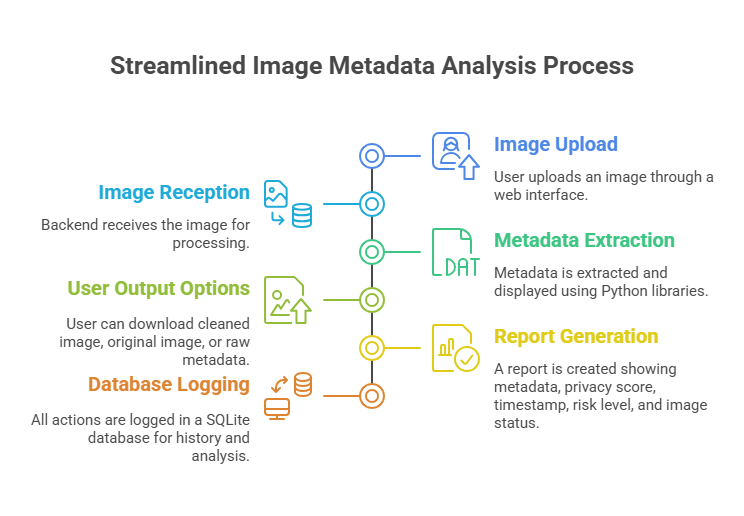 Streamlined Image Metadata Analysis Process
Image Upload
User uploads an image through a
web interface.
Image Reception
Backend receives the image for
processing.
Metadata Extraction
Metadata is extracted and
displayed using Python libraries.
DAT
User Output Options
User can download cleaned
image, original image, or raw
metadata.
Report Generation
A report is created showing
metadata, privacy score,
timestamp, risk level, and image
status.
Database Logging
All actions are logged in a SQLite
database for history and
analysis.